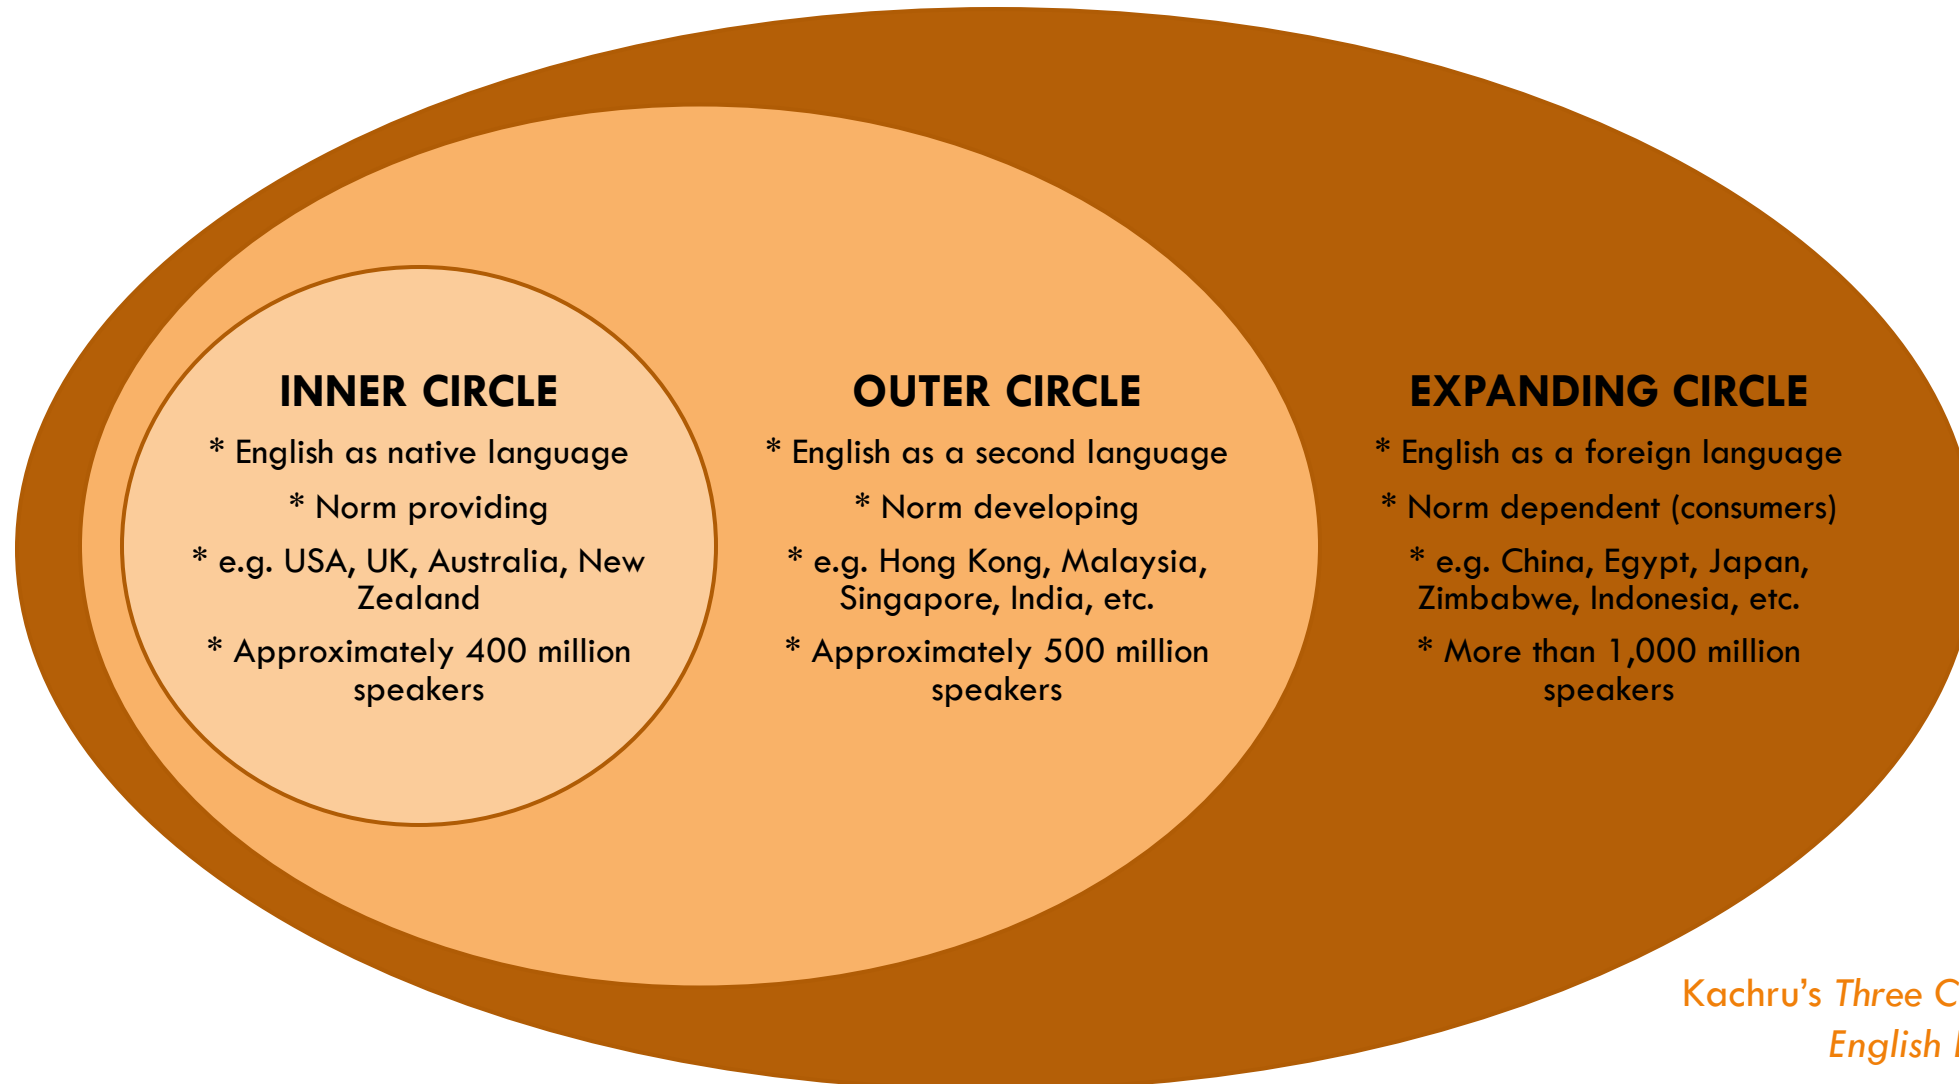 INNER CIRCLE
* English as native language
* Norm providing
* e.g. USA, UK, Australia, New
Zealand
* Approximately 400 million
speakers
OUTER CIRCLE
* English as a second language
* Norm developing
* e.g. Hong Kong, Malaysia,
Singapore, India, etc.
* Approximately 500 million
speakers
EXPANDING CIRCLE
* English as a foreign language
* Norm dependent (consumers)
* e.g. China, Egypt, Japan,
Zimbabwe, Indonesia, etc.
* More than 1,000 million
speakers
Kachru’s Three
English